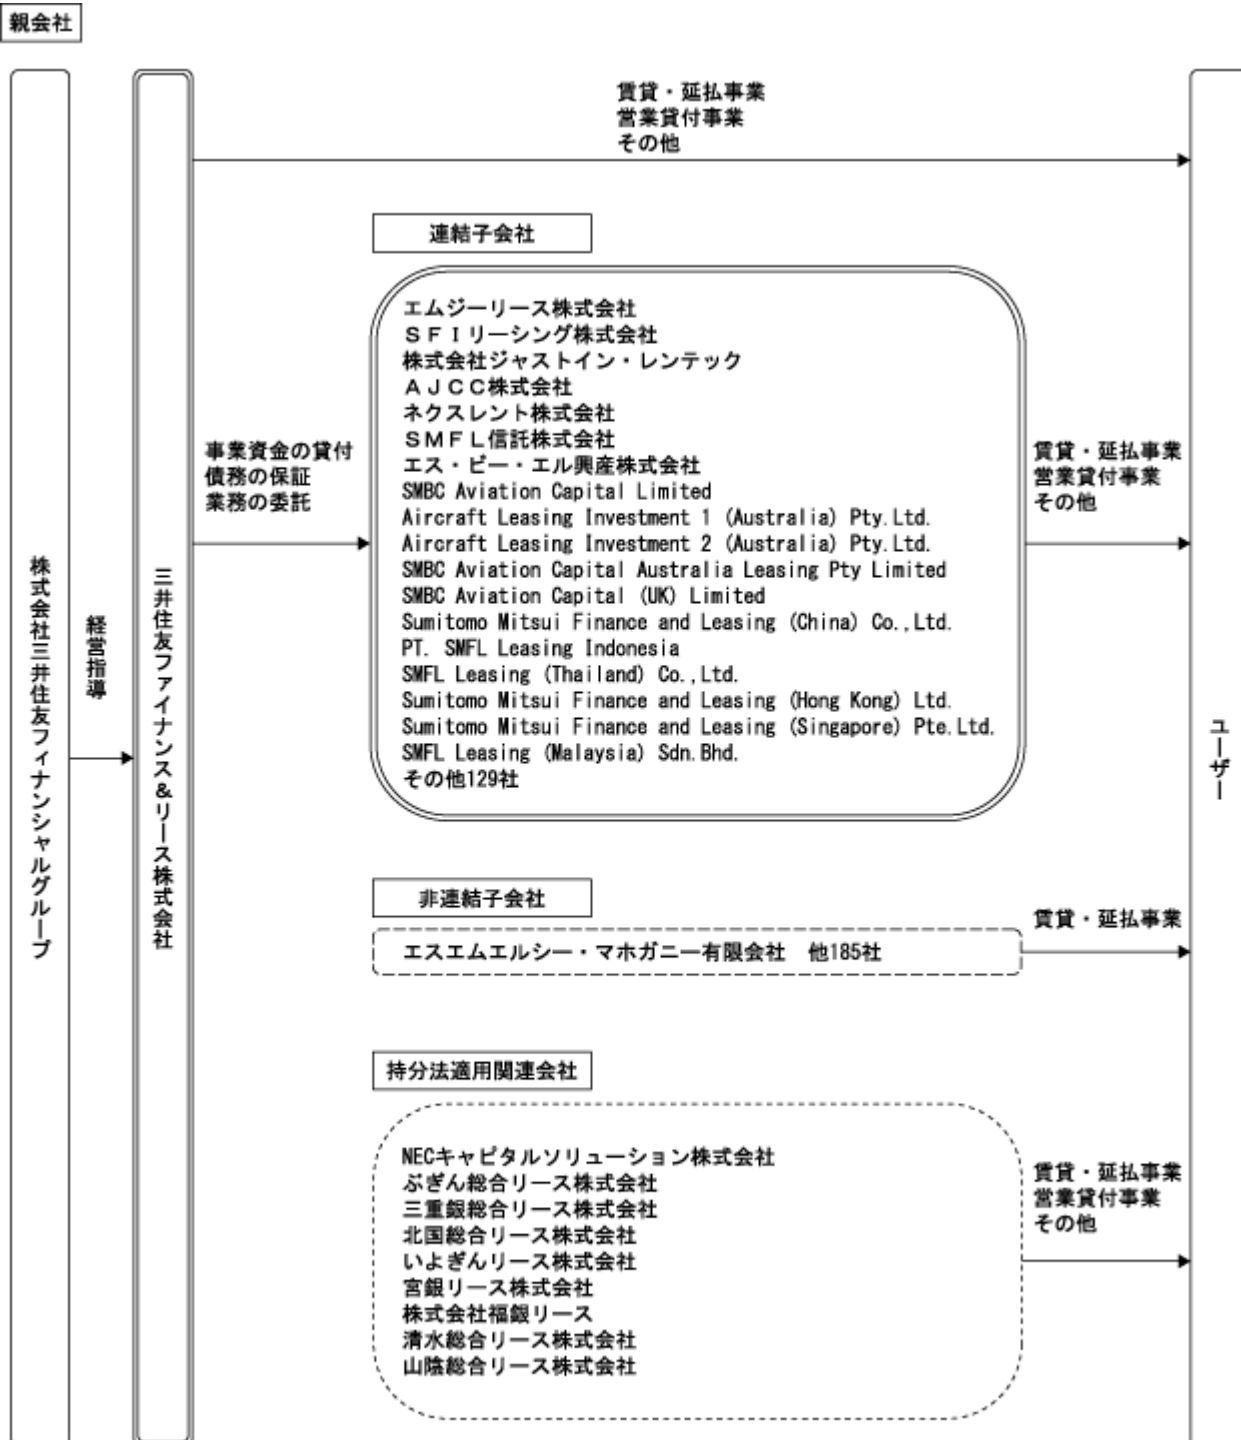 親会社
株式会社三井住友フィナンシャルグループ
経営指導
三井住友ファイナンス&リース株式会社
賃貸・延払事業
営業貸付事業
その他
事業資金の貸付
債務の保証
業務の委託
連結子会社
エムジーリース株式会社
ＳＦＩリーシング株式会社
株式会社ジャストイン・レンテック
ＡＪＣＣ株式会社
ネクスレント株式会社
ＳＭＦＬ信託株式会社
エス・ビー・エル興産株式会社
SMBC Aviation Capital Limited
Aircraft Leasing Investment 1 (Australia) Pty.Ltd.
Aircraft Leasing Investment 2 (Australia) Pty.Ltd.
SMBC Aviation Capital Australia Leasing Pty Limited
SMBC Aviation Capital (UK) Limited
Sumitomo Mitsui Finance and Leasing (China) Co.,Ltd.
PT. SMFL Leasing Indonesia
SMFL Leasing (Thailand) Co.,Ltd.
Sumitomo Mitsui Finance and Leasing (Hong Kong) Ltd.
Sumitomo Mitsui Finance and Leasing (Singapore) Pte.Ltd.
SMFL Leasing (Malaysia) Sdn.Bhd.
その他129社
賃貸・延払事業
営業貸付事業
その他
非連結子会社
エスエムエルシー・マホガニー有限会社　他185社
賃貸・延払事業
持分法適用関連会社
NECキャピタルソリューション株式会社
ぶぎん総合リース株式会社
三重銀総合リース株式会社
北国総合リース株式会社
いよぎんリース株式会社
宮銀リース株式会社
株式会社福銀リース
清水総合リース株式会社
山陰総合リース株式会社
賃貸・延払事業
営業貸付事業
その他
ユーザー